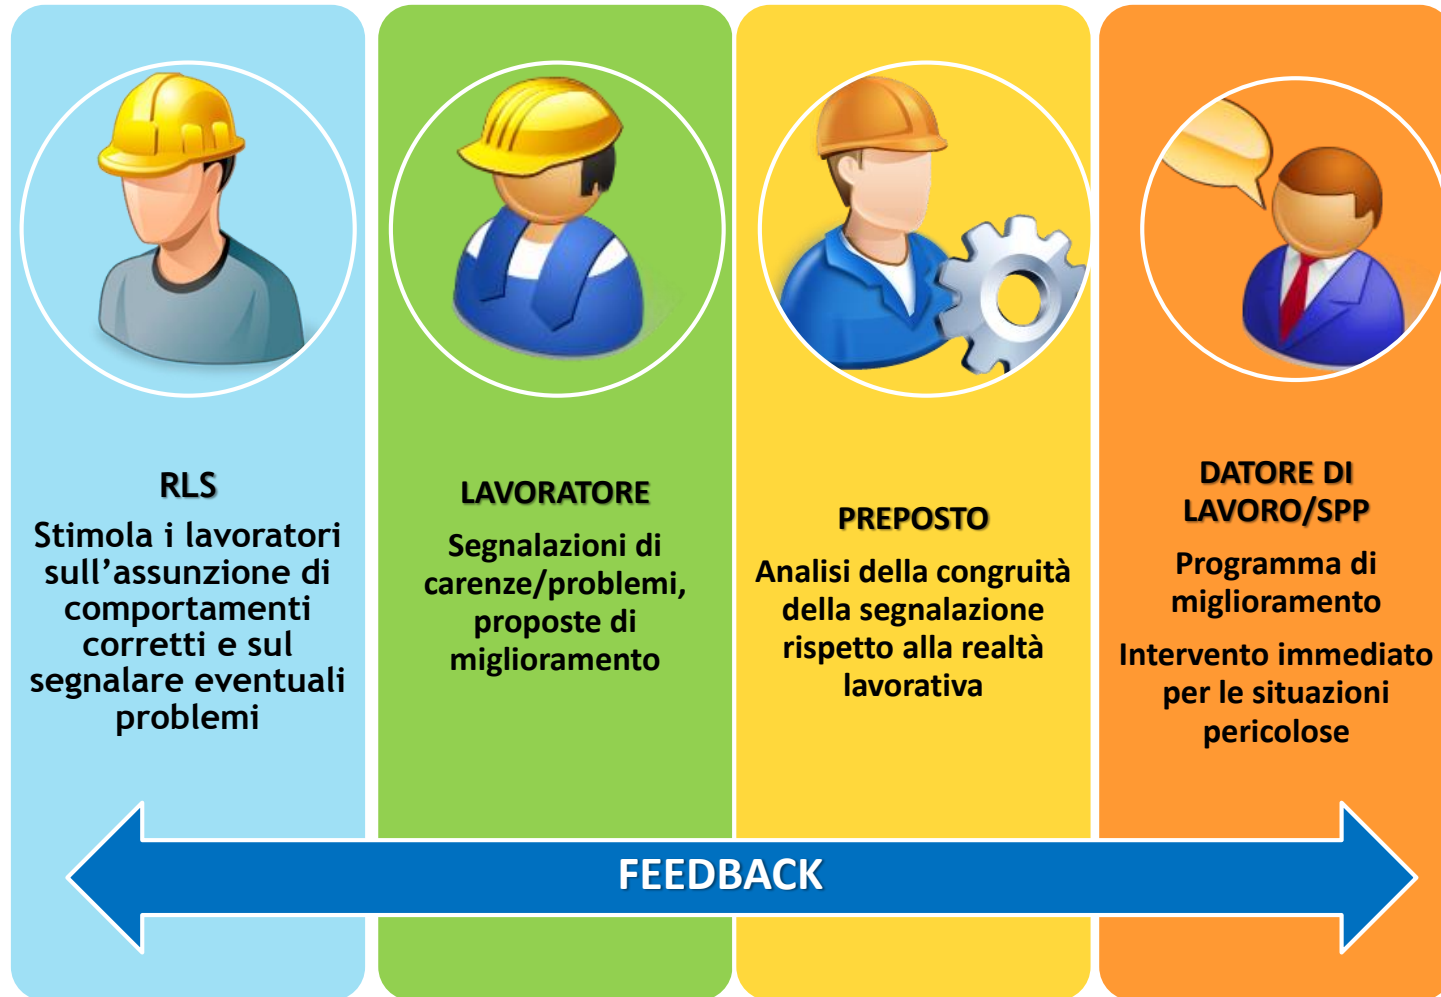 RLS
Stimola i lavoratori
sull’assunzione di
comportamenti
corretti e sul
segnalare eventuali
problemi
LAVORATORE
Segnalazioni di
carenze/problemi,
proposte di
miglioramento
PREPOSTO
Analisi della congruità
della segnalazione
rispetto alla realtà
lavorativa
DATORE DI
LAVORO/SPP
Programma di
miglioramento
Intervento immediato
per le situazioni
pericolose
FEEDBACK